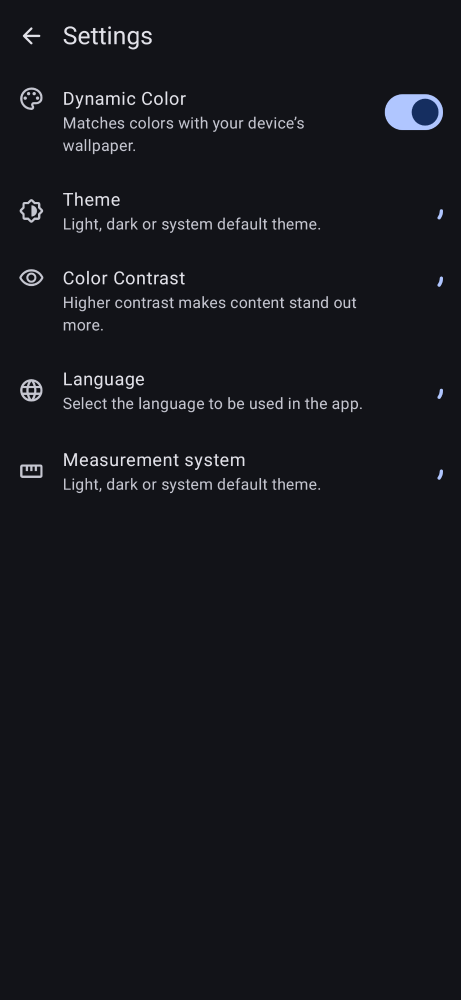 Settings
Dynamic Color
Matches colors with your device’s
wallpaper.
Theme
Light, dark or system default theme.
Color Contrast
Higher contrast makes content stand out
more.
Language
Select the language to be used in the app.
Measurement system
Light, dark or system default theme.